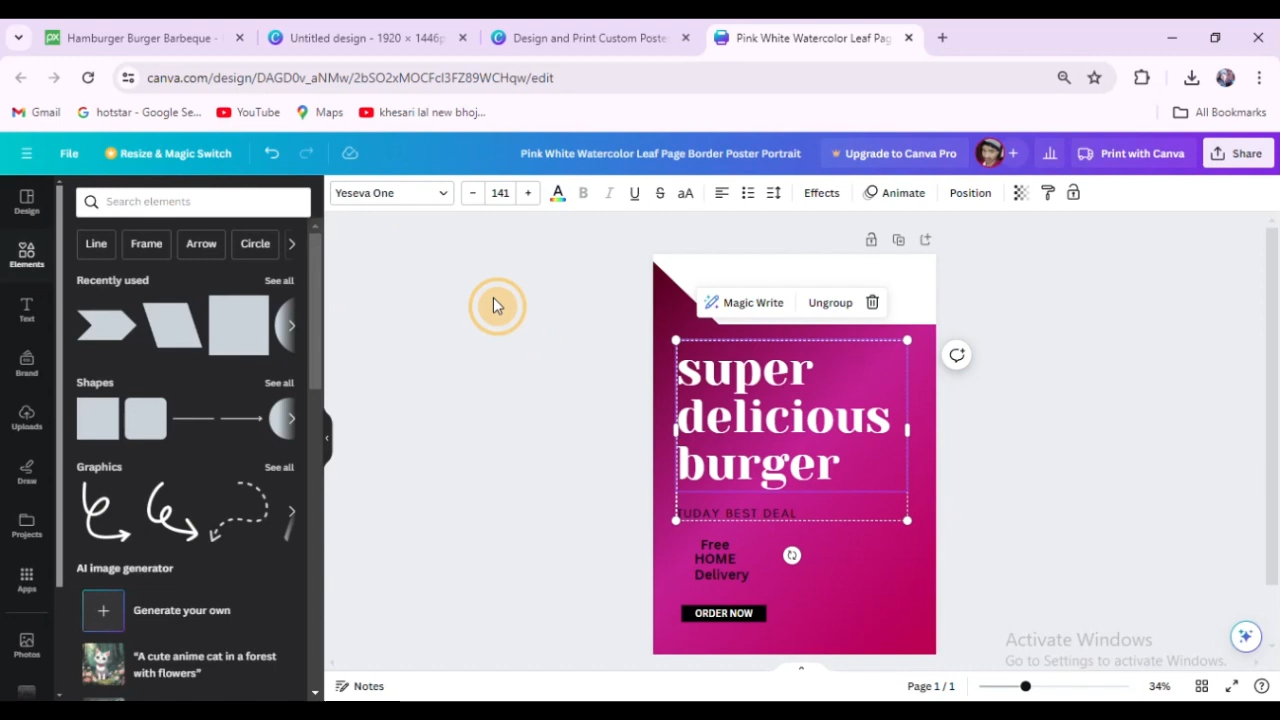 Hamburger Burger Barbeque -
Untitled design - 1920 × 1446p
Design and Print Custom Poste
Pink White Watercolor Leaf Pag
canva.com/design/DAGD0v_aNMw/2bSO2xMOCFcl3FZ89WCHqw/edit
Gmail
hotstar - Google Se...
YouTube
Maps
khesari lal new bhoj...
All Bookmarks
File
Resize & Magic Switch
Pink White Watercolor Leaf Page Border Poster Portrait
Upgrade to Canva Pro
Print with Canva
Share
Design
Elements
Text
Brand
Uploads
Draw
Projects
Apps
Photos
Search elements
Line
Frame
Arrow
Circle
Recently used
See all
Shapes
See all
Graphics
See all
AI image generator
Generate your own
"A cute anime cat in a forest
with flowers"
Yeseva One
− 141 +
A B I U S aA
Effects
Animate
Position
Magic Write
Ungroup
super
delicious
burger
TUDAY BEST DEAL
Free
HOME
Delivery
ORDER NOW
Activate Windows
Go to Settings to activate Windows.
Notes
Page 1 / 1
34%